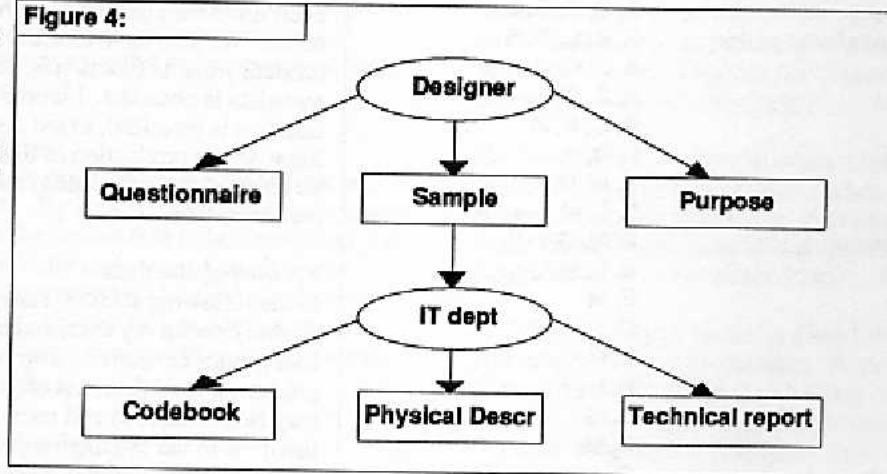 Figure 4:
Designer
Questionnaire
Sample
Purpose
IT dept
Codebook
Physical Descr
Technical report